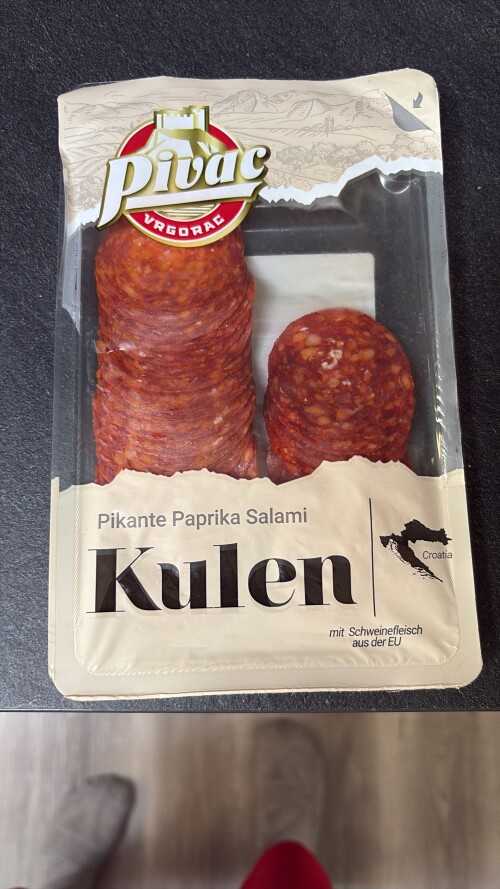 Pivac
VRGORAC
Pikante Paprika Salami
Kulen
Croatia
mit Schweinefleisch
aus der EU